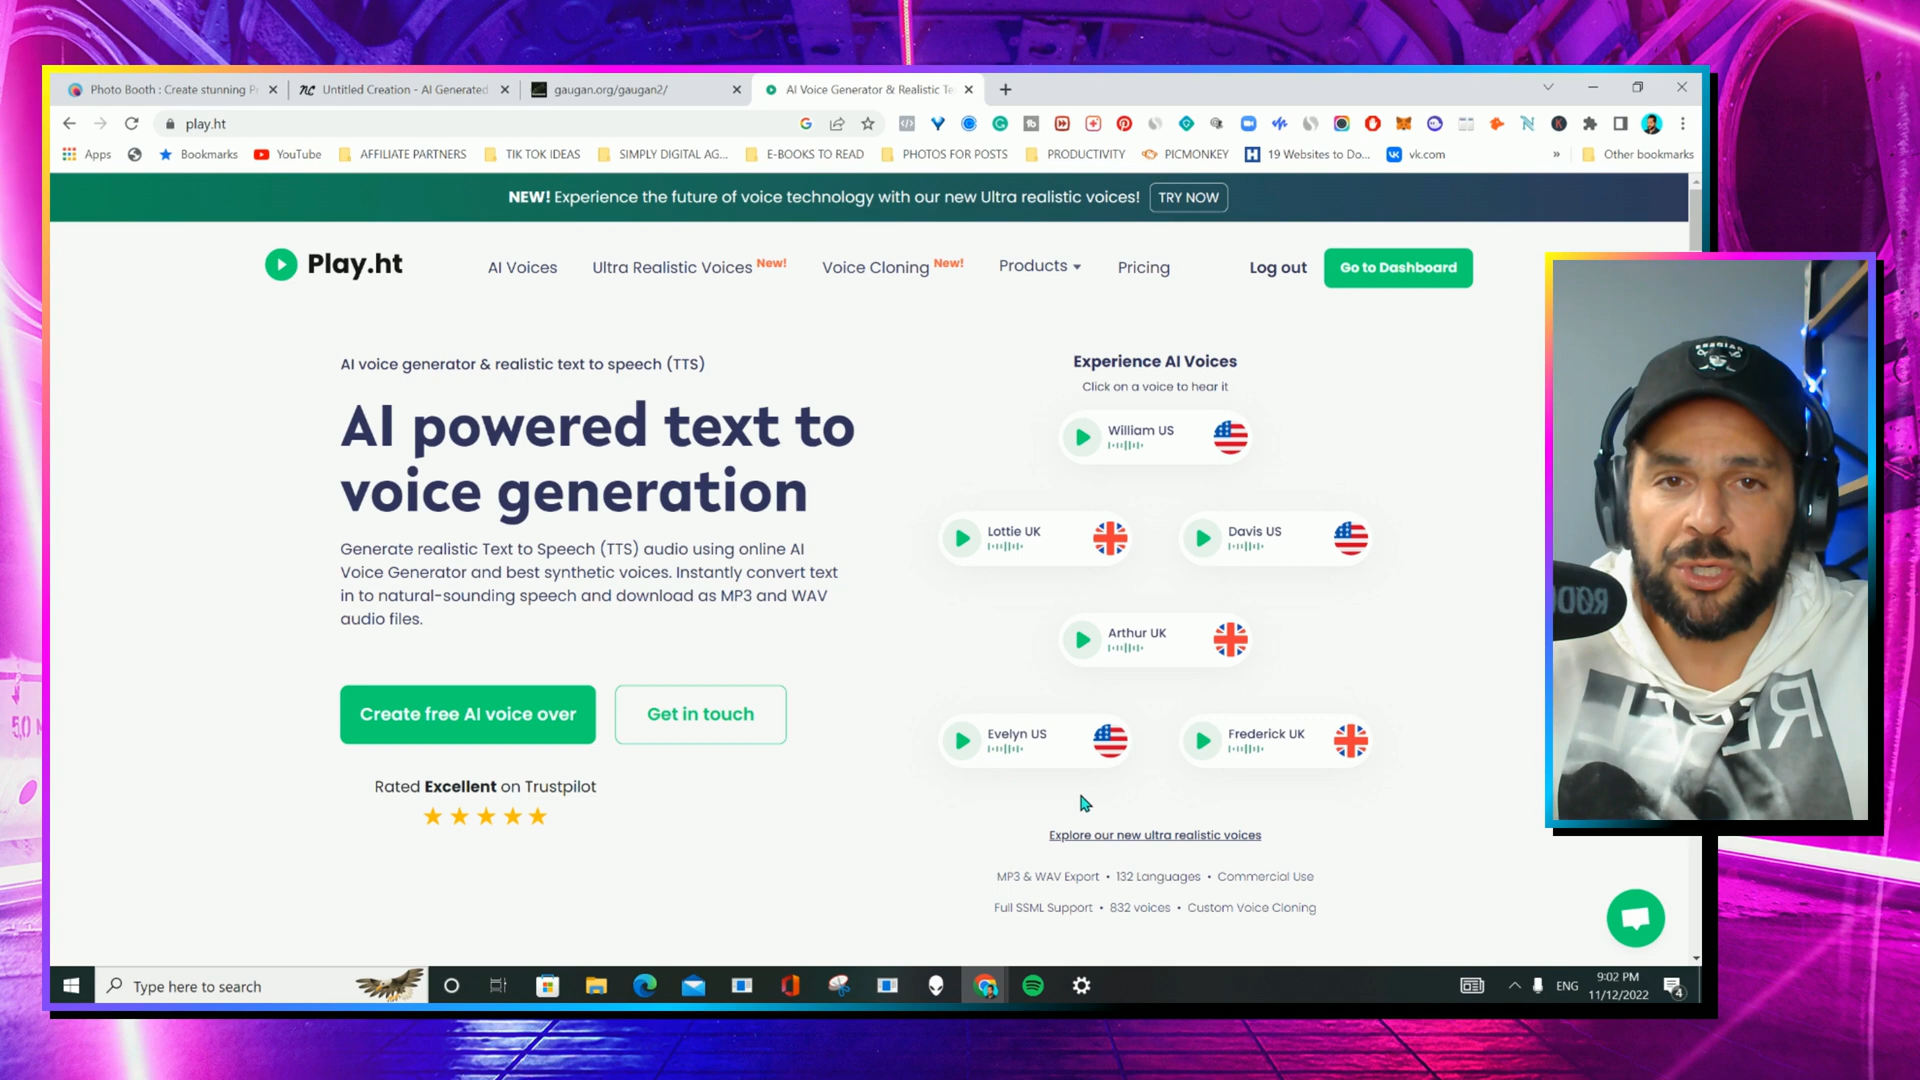 Photo Booth : Create stunning Pr
Untitled Creation - AI Generated
gaugan.org/gaugan2/
AI Voice Generator & Realistic Te
play.ht
Apps
Bookmarks
YouTube
AFFILIATE PARTNERS
TIK TOK IDEAS
SIMPLY DIGITAL AG...
E-BOOKS TO READ
PHOTOS FOR POSTS
PRODUCTIVITY
PICMONKEY
19 Websites to Do...
vk.com
»
Other bookmarks
NEW! Experience the future of voice technology with our new Ultra realistic voices!
TRY NOW
Play.ht
AI Voices
Ultra Realistic Voices New!
Voice Cloning New!
Products
Pricing
Log out
Go to Dashboard
AI voice generator & realistic text to speech (TTS)
AI powered text to
voice generation
Generate realistic Text to Speech (TTS) audio using online AI
Voice Generator and best synthetic voices. Instantly convert text
in to natural-sounding speech and download as MP3 and WAV
audio files.
Create free AI voice over
Get in touch
Rated Excellent on Trustpilot
Experience AI Voices
Click on a voice to hear it
William US
Lottie UK
Davis US
Arthur UK
Evelyn US
Frederick UK
Explore our new ultra realistic voices
MP3 & WAV Export • 132 Languages • Commercial Use
Full SSML Support • 832 voices • Custom Voice Cloning
RØDE
Type here to search
ENG
9:02 PM
11/12/2022
4
5,0